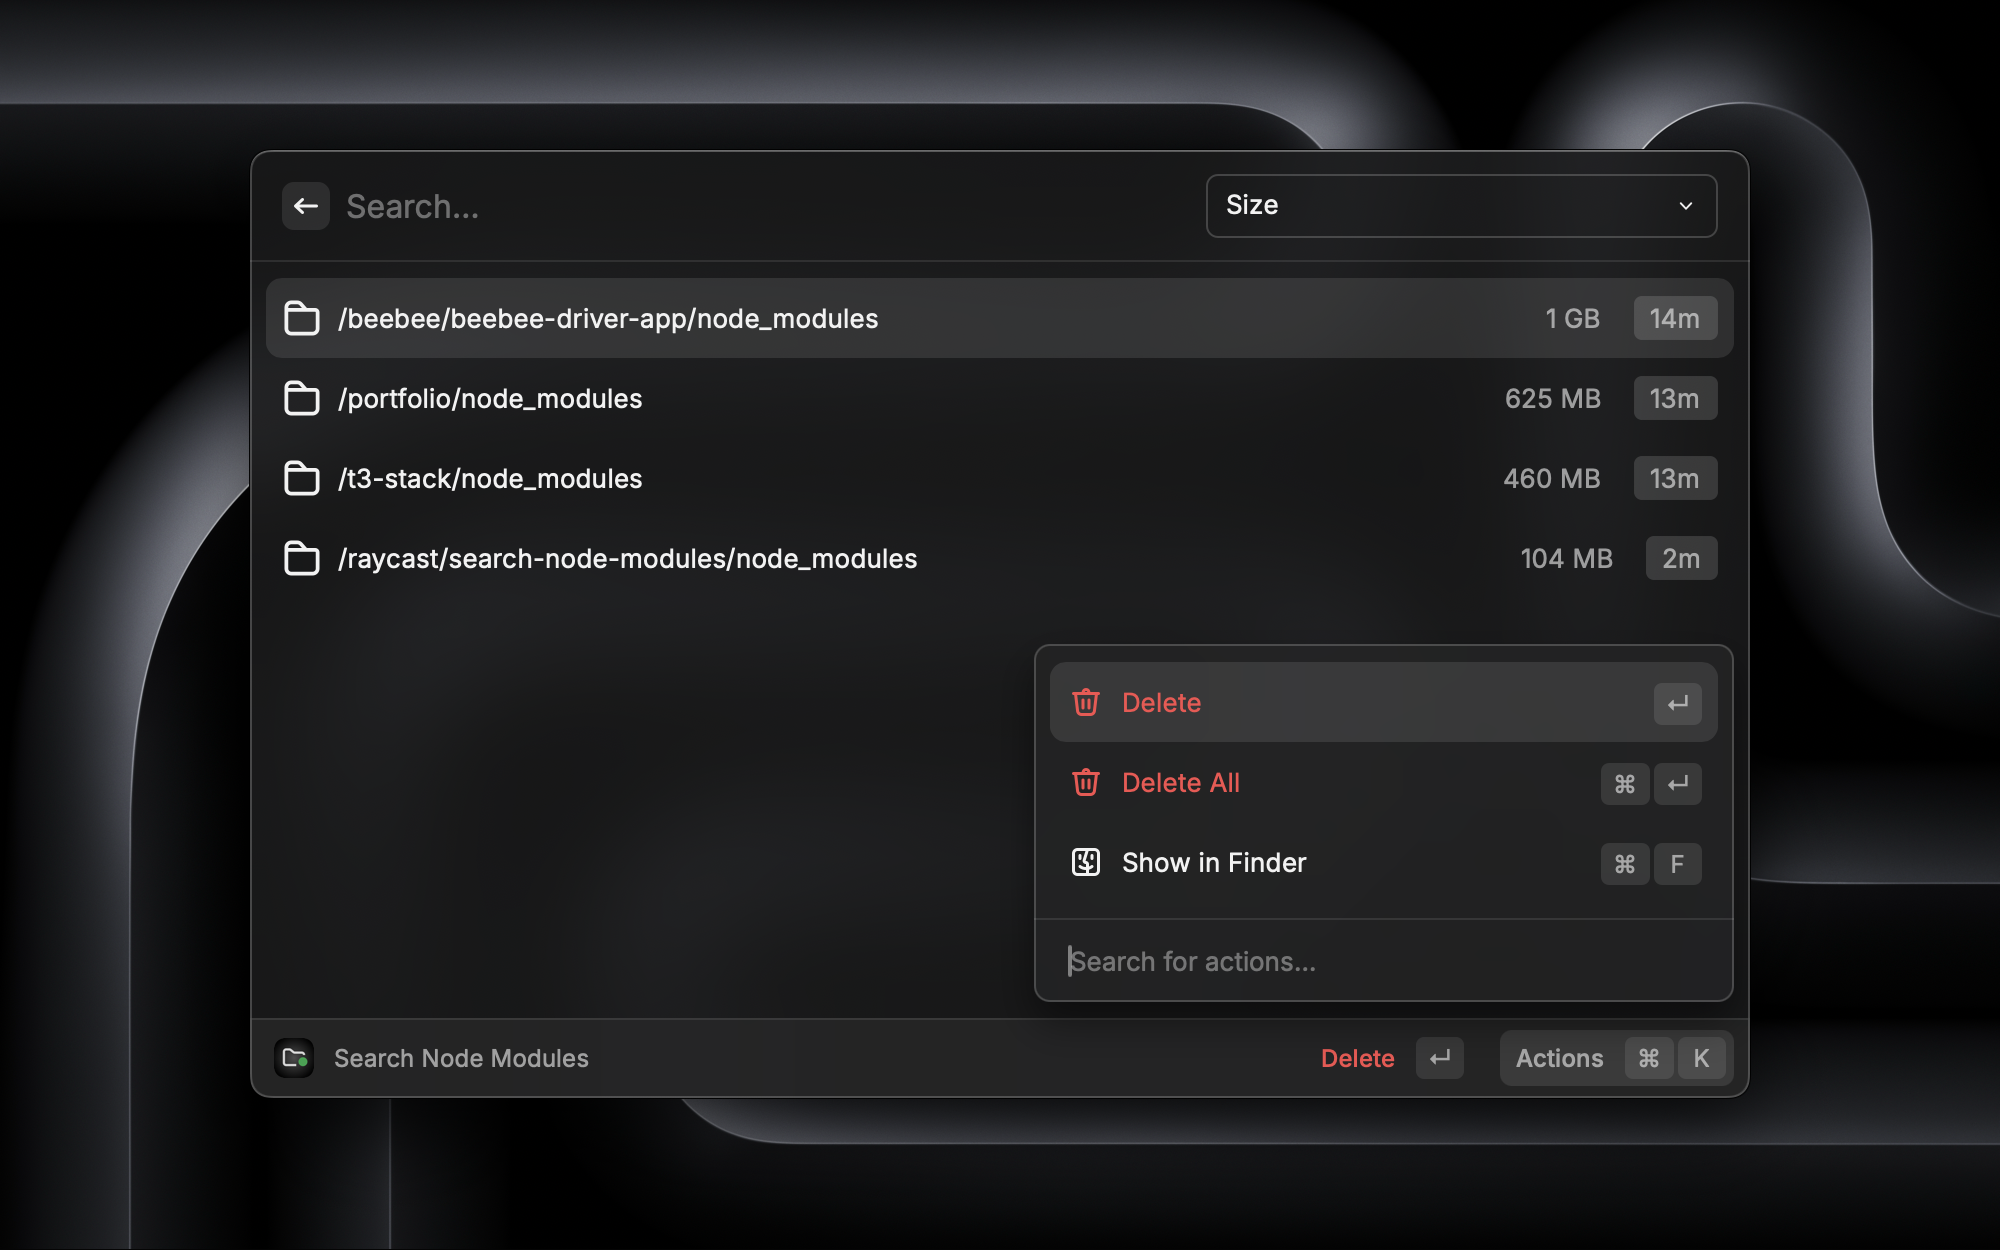 Search...
Size
/beebee/beebee-driver-app/node_modules 1 GB 14m
/portfolio/node_modules 625 MB 13m
/t3-stack/node_modules 460 MB 13m
/raycast/search-node-modules/node_modules 104 MB 2m
Delete ↵
Delete All ⌘ ↵
Show in Finder ⌘ F
Search for actions...
Search Node Modules Delete ↵ Actions ⌘ K